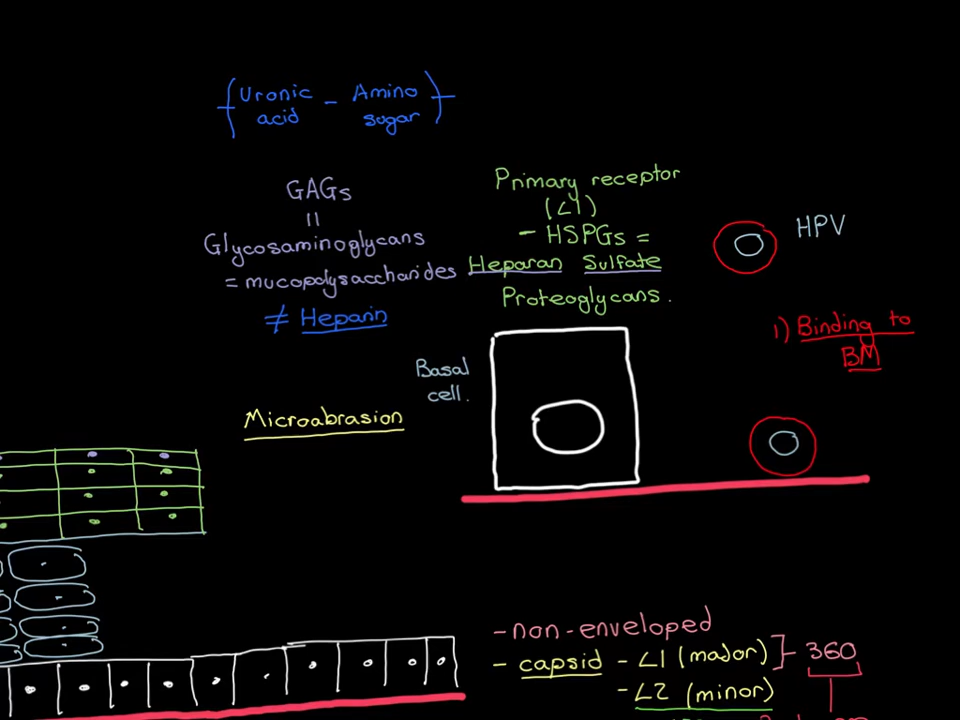 Uronic - Amino
acid sugar
Primary receptor
(L1)
- HSPGs =
Heparan Sulfate
Proteoglycans.
GAGs
=
Glycosaminoglycans
= mucopolysaccharides
≠ Heparin
HPV
1) Binding to
BM
Basal
cell.
Microabrasion
- non-enveloped
- capsid - L1 (major) ] - 360
- L2 (minor)